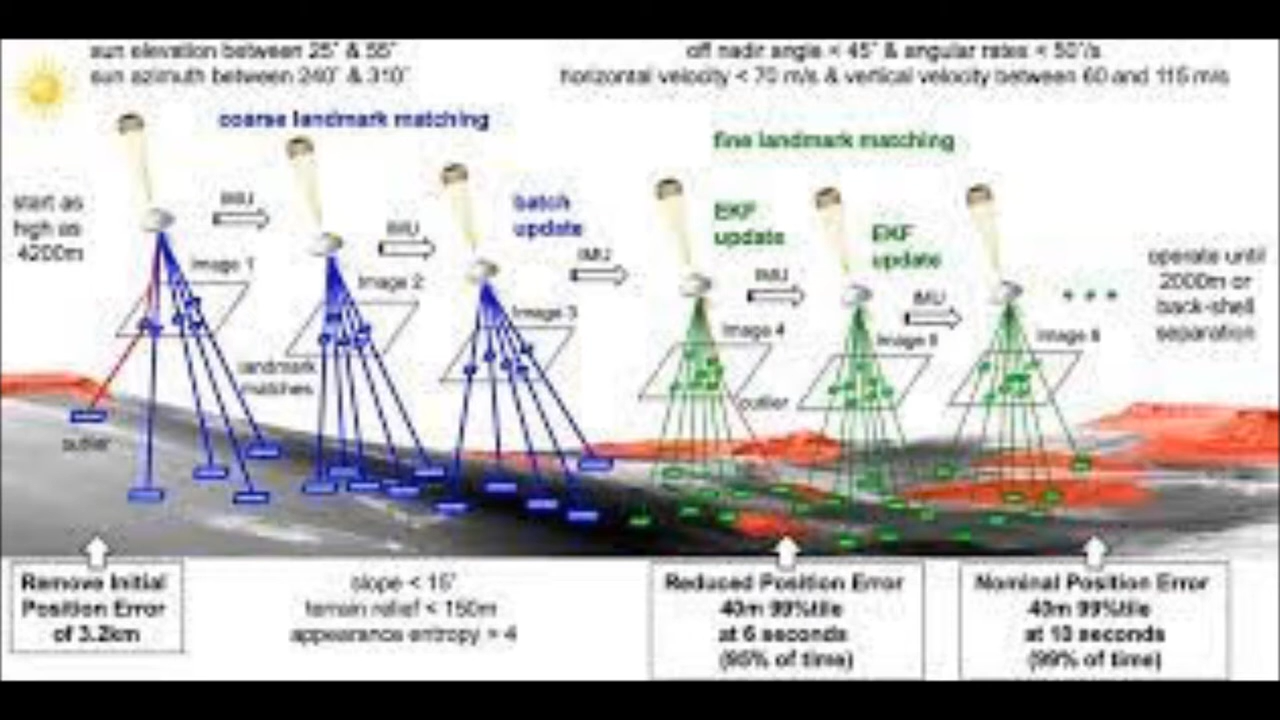 sun elevation between 25° & 55°
sun azimuth between 240° & 310°
off nadir angle < 45° & angular rates < 50°/s
horizontal velocity < 70 m/s & vertical velocity between 60 and 115 m/s
coarse landmark matching
fine landmark matching
start as
high as
4200m
IMU
IMU
batch
update
IMU
EKF
update
IMU
EKF
update
IMU
operate until
2000m or
back-shell
separation
Image 1
Image 2
Image 3
Image 4
Image 5
Image 6
landmark
matches
outlier
outlier
Remove Initial
Position Error
of 3.2km
slope < 15°
terrain relief < 150m
appearance entropy > 4
Reduced Position Error
40m 99%tile
at 6 seconds
(95% of time)
Nominal Position Error
40m 99%tile
at 10 seconds
(99% of time)